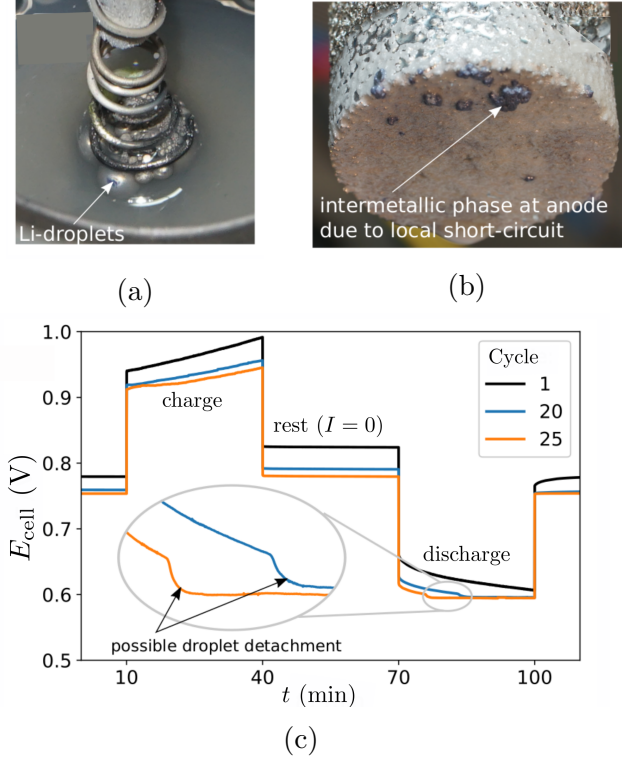 Li-droplets
intermetallic phase at anode
due to local short-circuit
(a)
(b)
1.0
0.9
0.8
0.7
0.6
0.5
E_cell (V)
charge
rest (I = 0)
discharge
Cycle
1
20
25
possible droplet detachment
10
40
70
100
t (min)
(c)